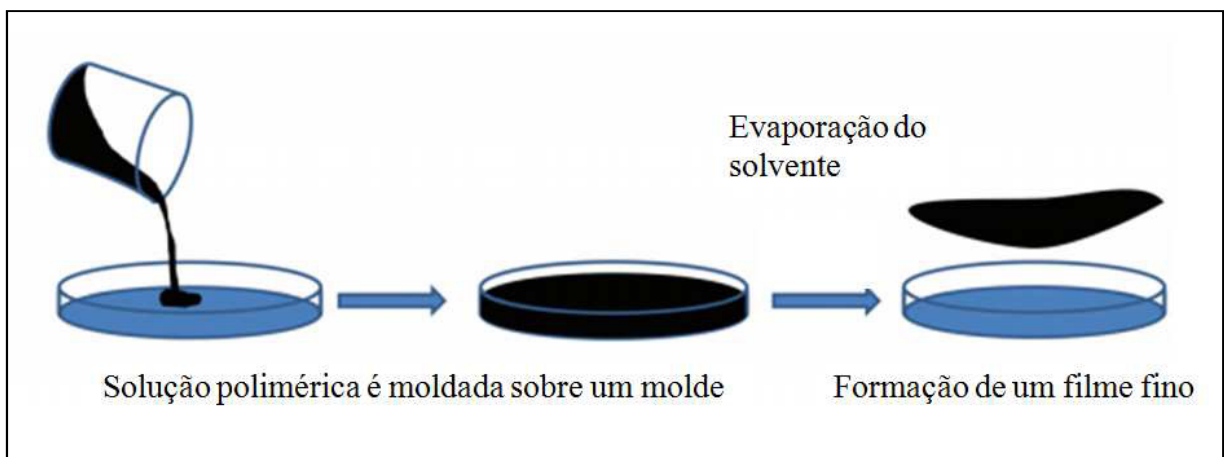 Evaporação do
solvente
Solução polimérica é moldada sobre um molde
Formação de um filme fino